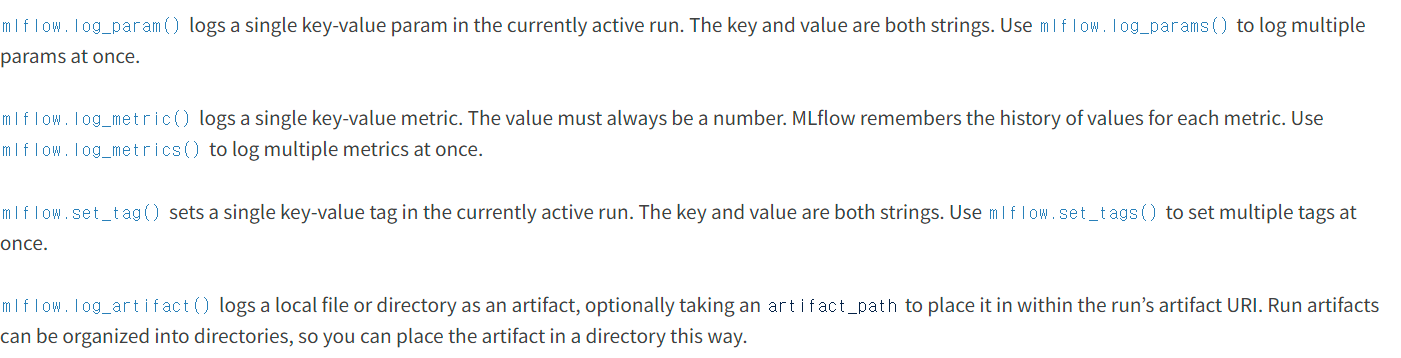 mlflow.log_param() logs a single key-value param in the currently active run. The key and value are both strings. Use mlflow.log_params() to log multiple
params at once.
mlflow.log_metric() logs a single key-value metric. The value must always be a number. MLflow remembers the history of values for each metric. Use
mlflow.log_metrics() to log multiple metrics at once.
mlflow.set_tag() sets a single key-value tag in the currently active run. The key and value are both strings. Use mlflow.set_tags() to set multiple tags at
once.
mlflow.log_artifact() logs a local file or directory as an artifact, optionally taking an artifact_path to place it in within the run’s artifact URI. Run artifacts
can be organized into directories, so you can place the artifact in a directory this way.